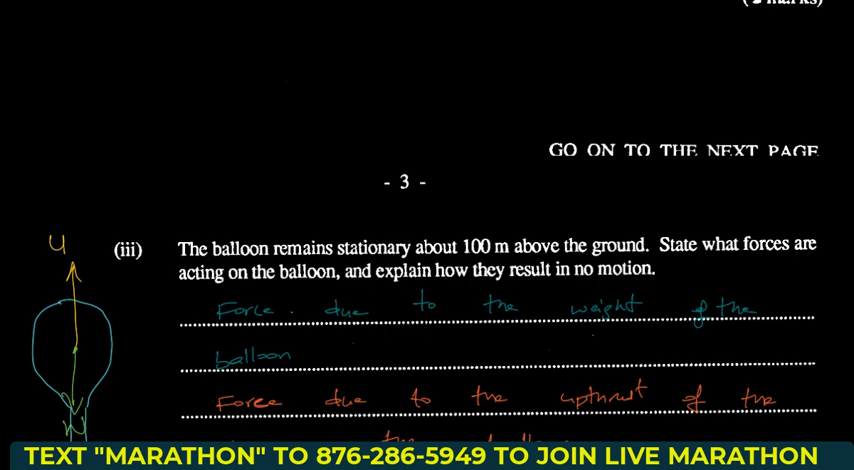 GO ON TO THE NEXT PAGE
- 3 -
U
(iii) The balloon remains stationary about 100 m above the ground. State what forces are
acting on the balloon, and explain how they result in no motion.
Force due to the weight of the
balloon
Force due to the upthrust of the
the
TEXT "MARATHON" TO 876-286-5949 TO JOIN LIVE MARATHON